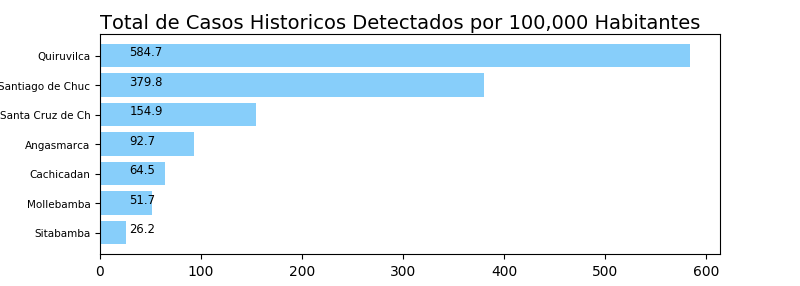 Total de Casos Historicos Detectados por 100,000 Habitantes
Quiruvilca 584.7
Santiago de Chuc 379.8
Santa Cruz de Ch 154.9
Angasmarca 92.7
Cachicadan 64.5
Mollebamba 51.7
Sitabamba 26.2
0 100 200 300 400 500 600